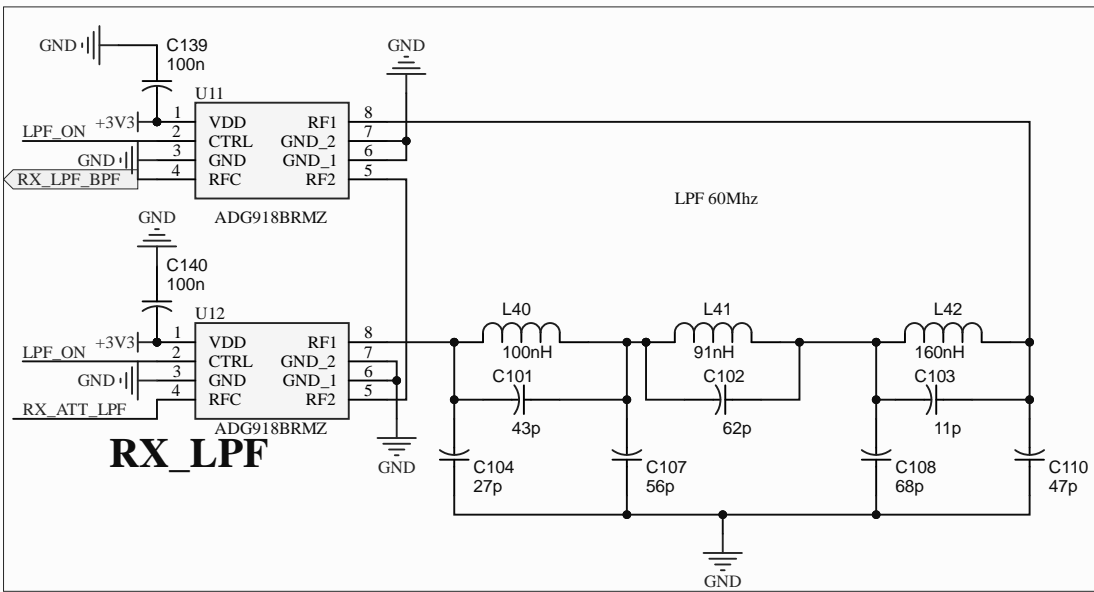 GND
C139
100n
GND
U11
+3V3
1
VDD
RF1
8
LPF_ON
2
CTRL
GND_2
7
GND
3
GND
GND_1
6
RX_LPF_BPF
4
RFC
RF2
5
ADG918BRMZ
LPF 60Mhz
GND
C140
100n
U12
+3V3
1
VDD
RF1
8
LPF_ON
2
CTRL
GND_2
7
GND
3
GND
GND_1
6
RX_ATT_LPF
4
RFC
RF2
5
ADG918BRMZ
RX_LPF
GND
L40
100nH
L41
91nH
L42
160nH
C101
43p
C102
62p
C103
11p
C104
27p
C107
56p
C108
68p
C110
47p
GND